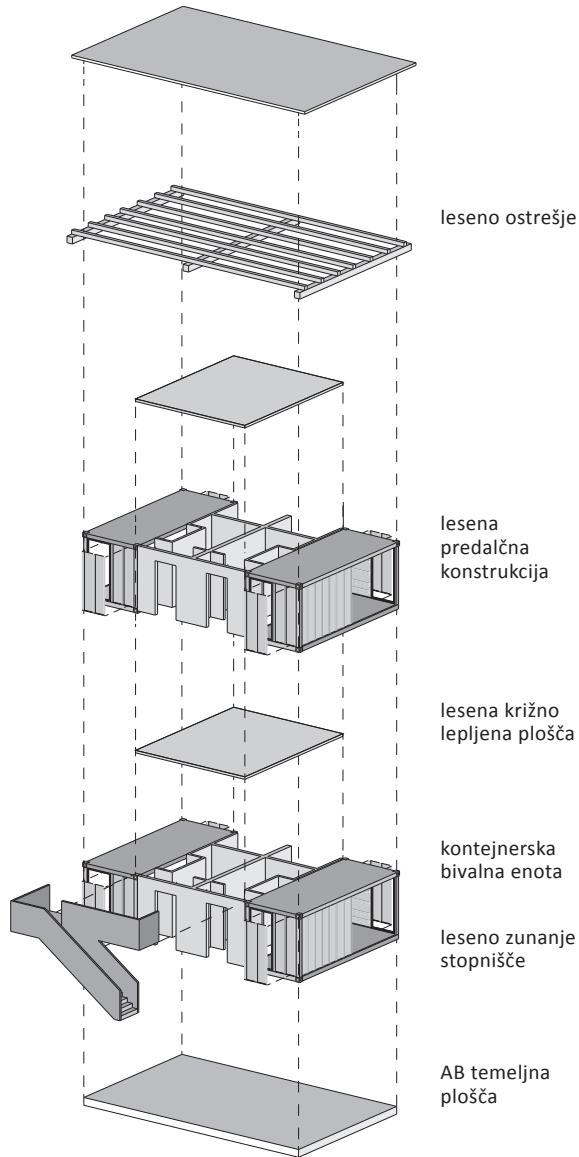 leseno ostrešje
lesena
predalčna
konstrukcija
lesena križno
lepljena plošča
kontejnerska
bivalna enota
leseno zunanje
stopnišče
AB temeljna
plošča